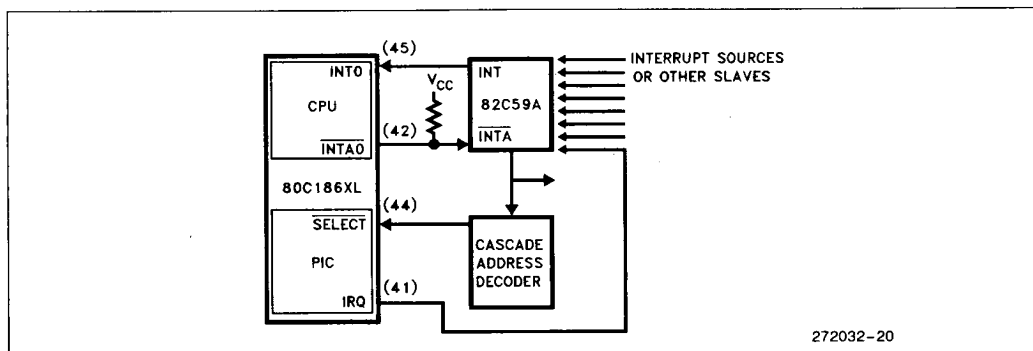 (45)
INT0
CPU
(42)
INTA0
80C186XL
(44)
SELECT
PIC
(41)
IRQ
VCC
INT
82C59A
INTA
CASCADE
ADDRESS
DECODER
INTERRUPT SOURCES
OR OTHER SLAVES
272032-20